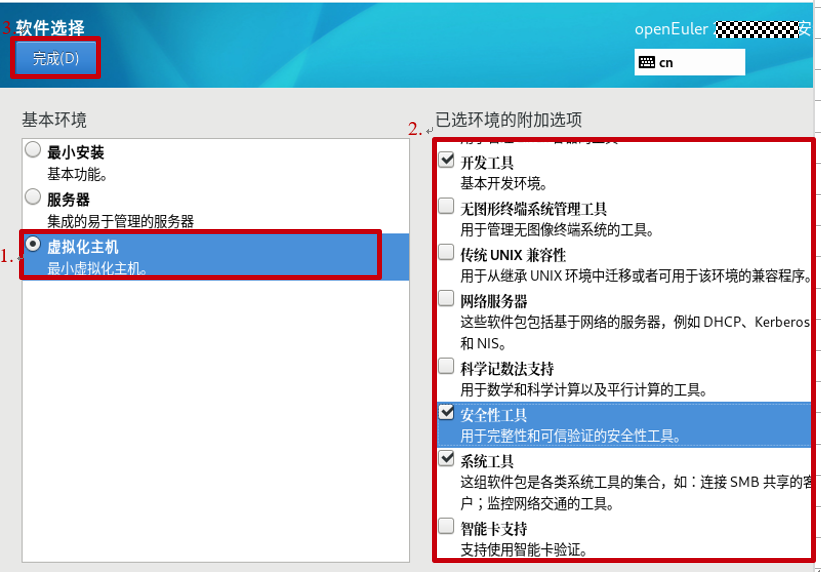 3
软件选择
完成(D)
openEuler
安
cn
基本环境
2.
已选环境的附加选项
最小安装
基本功能。
服务器
集成的易于管理的服务器
1.
虚拟化主机
最小虚拟化主机。
开发工具
基本开发环境。
无图形终端系统管理工具
用于管理无图像终端系统的工具。
传统 UNIX 兼容性
用于从继承 UNIX 环境中迁移或者可用于该环境的兼容程序。
网络服务器
这些软件包包括基于网络的服务器，例如 DHCP、Kerberos
和 NIS。
科学记数法支持
用于数学和科学计算以及平行计算的工具。
安全性工具
用于完整性和可信验证的安全性工具。
系统工具
这组软件包是各类系统工具的集合，如：连接 SMB 共享的客
户；监控网络交通的工具。
智能卡支持
支持使用智能卡验证。